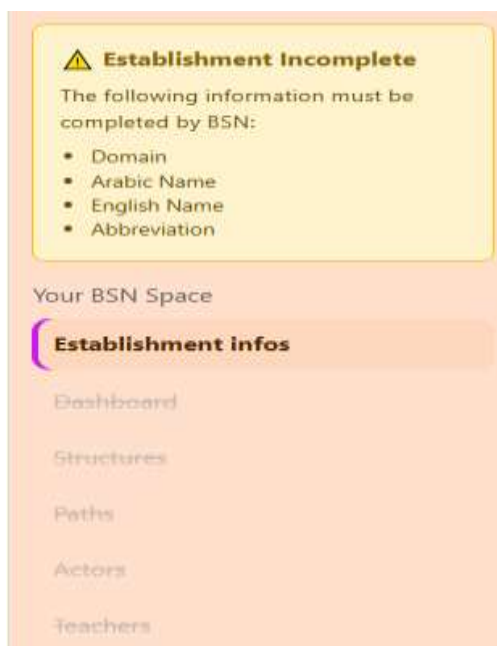 Establishment Incomplete
The following information must be
completed by BSN:
• Domain
• Arabic Name
• English Name
• Abbreviation
Your BSN Space
Establishment infos
Dashboard
Structures
Paths
Actors
Teachers